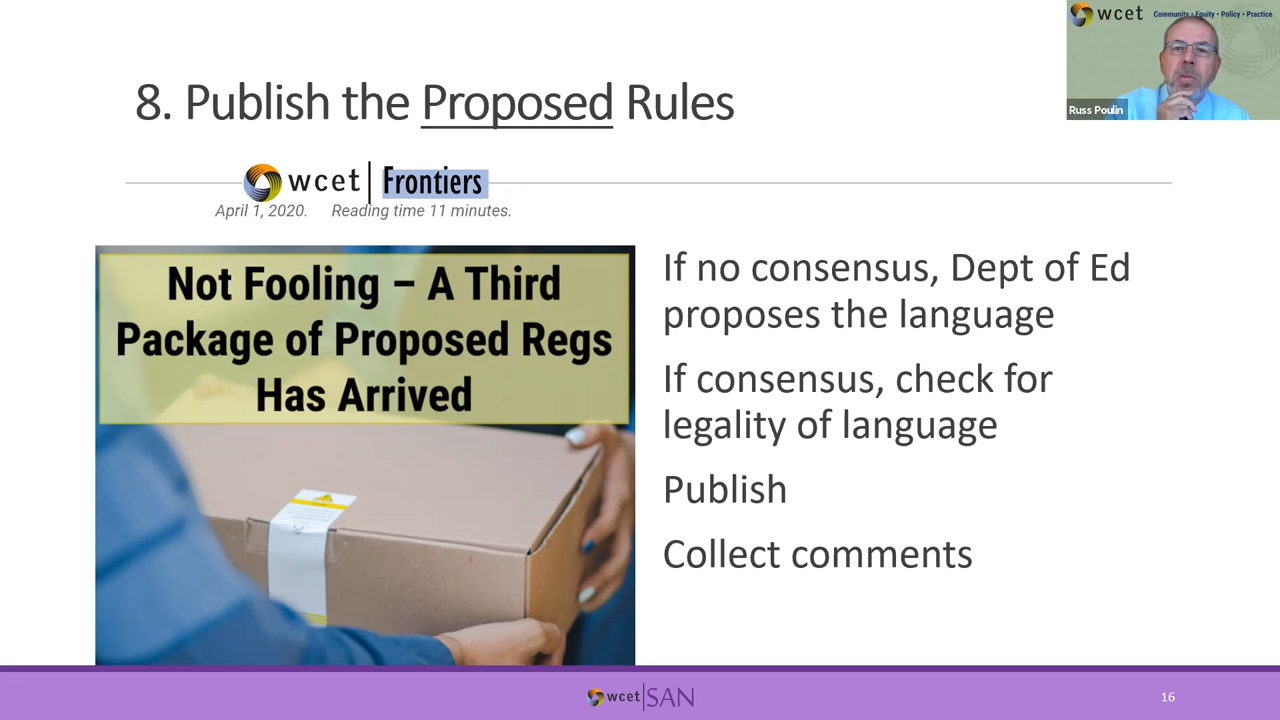 wcet Community • Equity • Policy • Practice
Russ Poulin
8. Publish the Proposed Rules
wcet Frontiers
April 1, 2020. Reading time 11 minutes.
Not Fooling – A Third
Package of Proposed Regs
Has Arrived
If no consensus, Dept of Ed
proposes the language
If consensus, check for
legality of language
Publish
Collect comments
wcet SAN
16